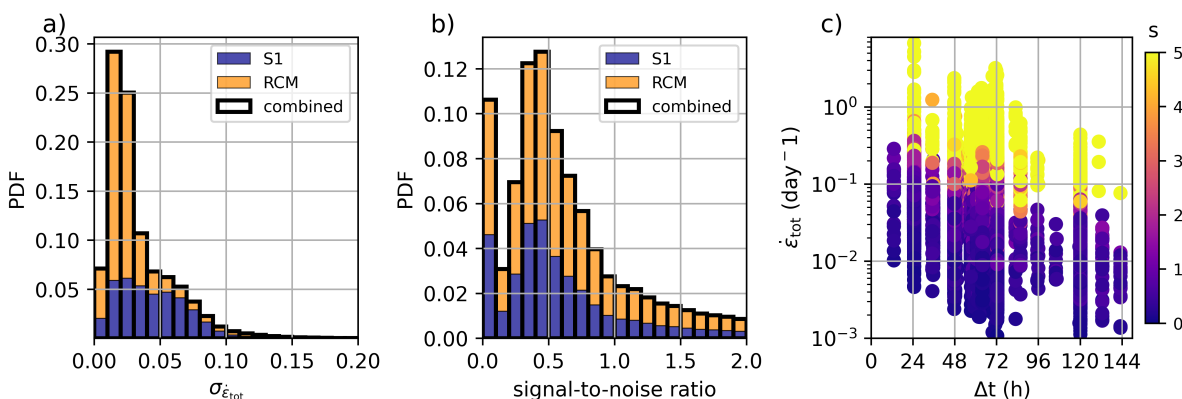 a)
0.30
0.25
0.20
0.15
0.10
0.05
PDF
S1
RCM
combined
0.00 0.05 0.10 0.15 0.20
σ_ε̇tot
b)
0.12
0.10
0.08
0.06
0.04
0.02
0.00
PDF
S1
RCM
combined
0.0 0.5 1.0 1.5 2.0
signal-to-noise ratio
c)
10⁰
10⁻¹
10⁻²
10⁻³
ε̇tot (day⁻1)
0 24 48 72 96 120 144
Δt (h)
s
5
4
3
2
1
0